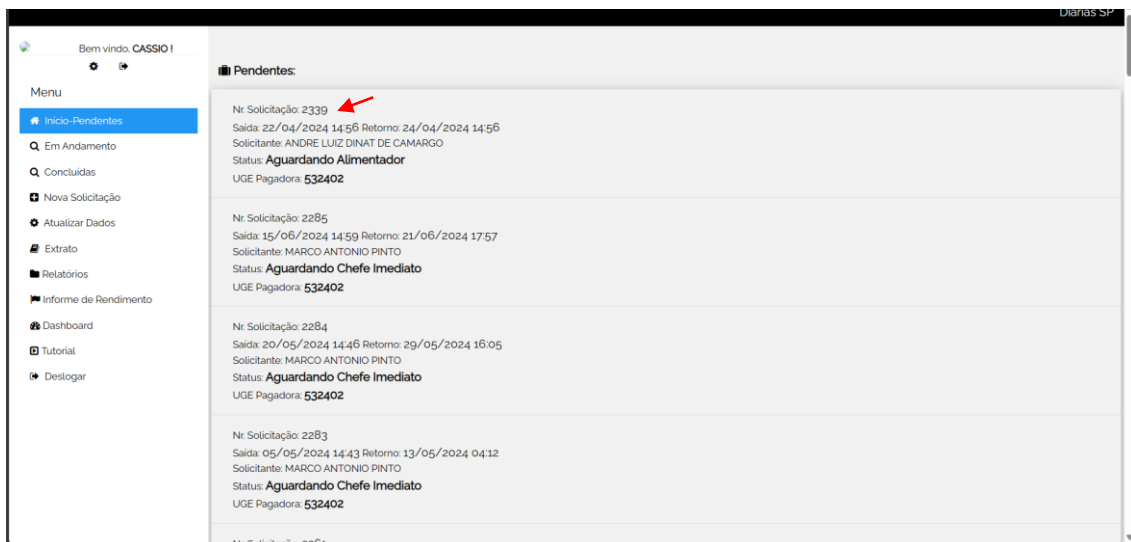 Diárias SP
Bem vindo, CASSIO !
Menu
Início-Pendentes
Em Andamento
Concluídas
Nova Solicitação
Atualizar Dados
Extrato
Relatórios
Informe de Rendimento
Dashboard
Tutorial
Deslogar
Pendentes:
Nr. Solicitação: 2339
Saída: 22/04/2024 14:56 Retorno: 24/04/2024 14:56
Solicitante: ANDRE LUIZ DINAT DE CAMARGO
Status: Aguardando Alimentador
UGE Pagadora: 532402
Nr. Solicitação: 2285
Saída: 15/06/2024 14:59 Retorno: 21/06/2024 17:57
Solicitante: MARCO ANTONIO PINTO
Status: Aguardando Chefe Imediato
UGE Pagadora: 532402
Nr. Solicitação: 2284
Saída: 20/05/2024 14:46 Retorno: 29/05/2024 16:05
Solicitante: MARCO ANTONIO PINTO
Status: Aguardando Chefe Imediato
UGE Pagadora: 532402
Nr. Solicitação: 2283
Saída: 05/05/2024 14:43 Retorno: 13/05/2024 04:12
Solicitante: MARCO ANTONIO PINTO
Status: Aguardando Chefe Imediato
UGE Pagadora: 532402